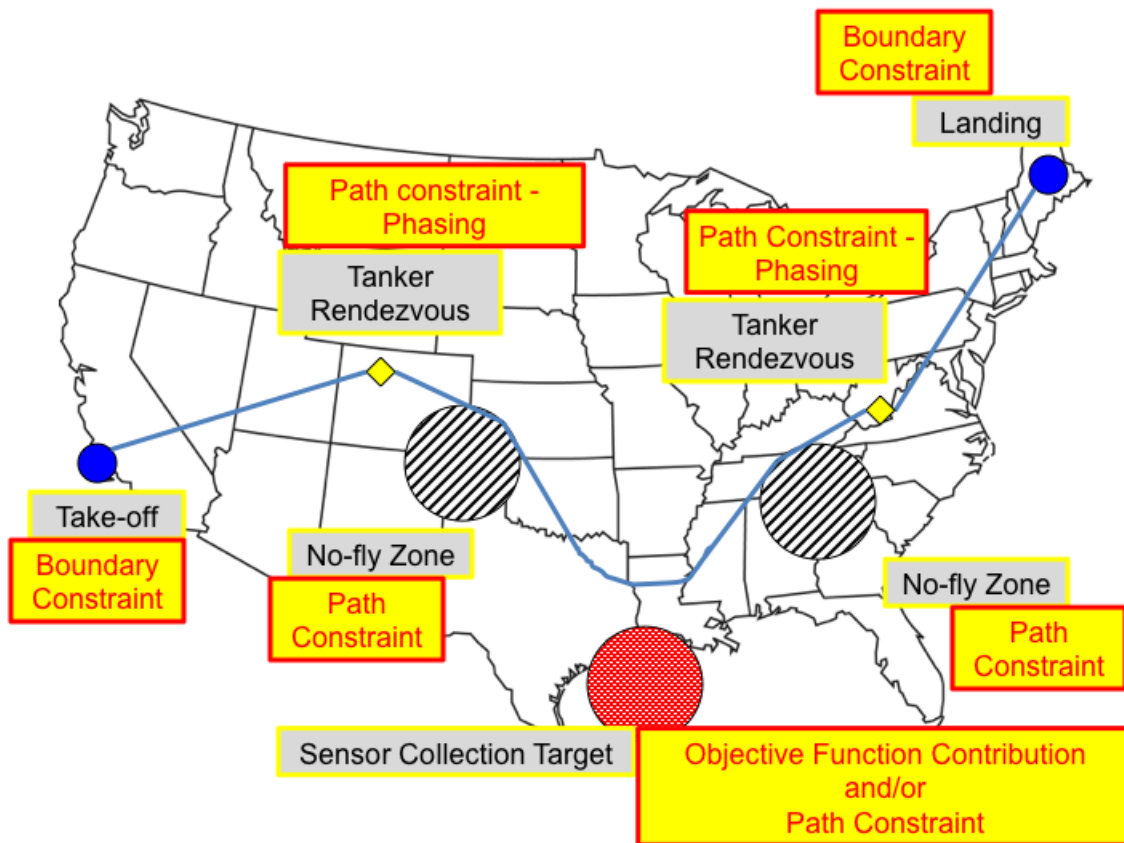 Boundary
Constraint
Landing
Path constraint -
Phasing
Tanker
Rendezvous
Path Constraint -
Phasing
Tanker
Rendezvous
Take-off
Boundary
Constraint
No-fly Zone
Path
Constraint
No-fly Zone
Path
Constraint
Sensor Collection Target
Objective Function Contribution
and/or
Path Constraint